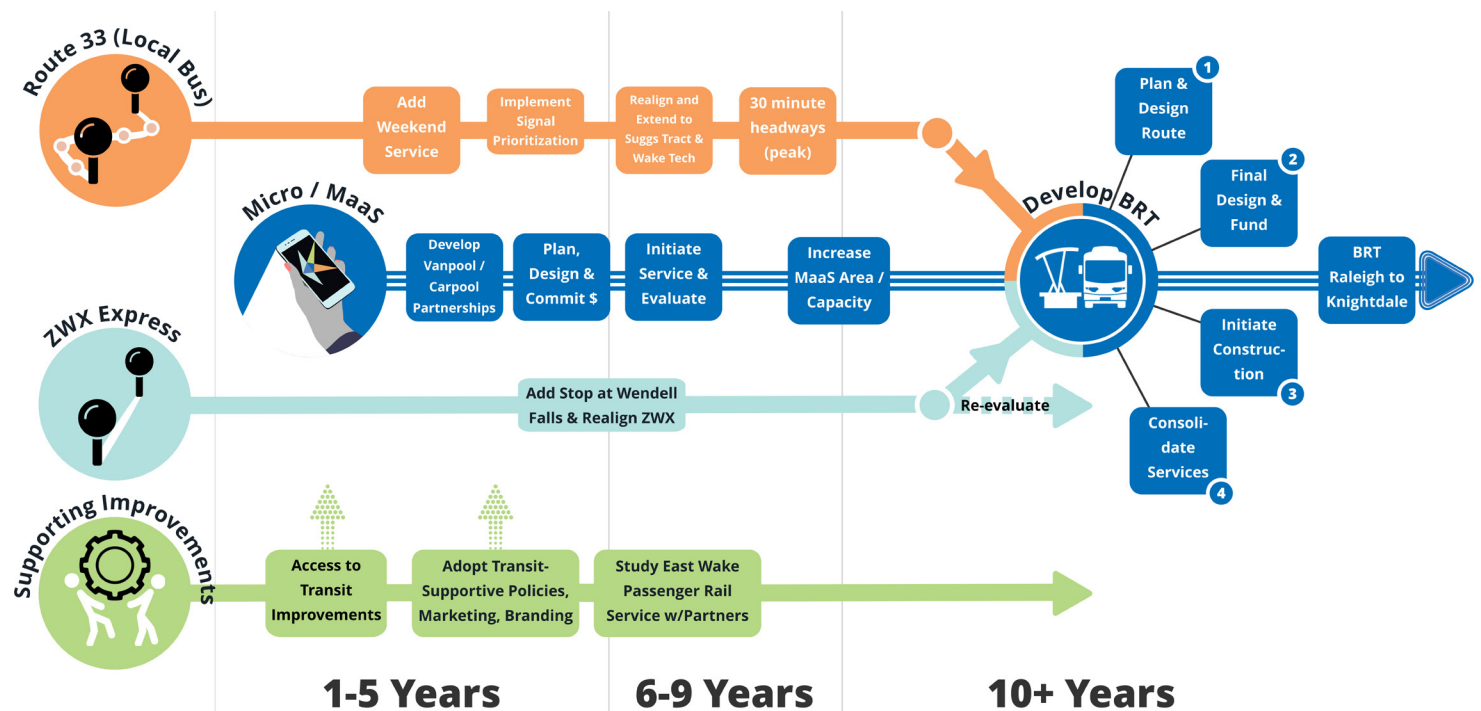 Route 33 (Local Bus)
Add
Weekend
Service
Implement
Signal
Prioritization
Realign and
Extend to
Suggs Tract &
Wake Tech
30 minute
headways
(peak)
Micro / MaaS
Develop
Vanpool /
Carpool
Partnerships
Plan,
Design &
Commit $
Initiate
Service &
Evaluate
Increase
MaaS Area /
Capacity
Develop BRT
1
Plan &
Design
Route
2
Final
Design &
Fund
Initiate
Construc-
tion
3
Consoli-
date
Services
4
BRT
Raleigh to
Knightdale
ZWX Express
Add Stop at Wendell
Falls & Realign ZWX
Re-evaluate
Supporting Improvements
Access to
Transit
Improvements
Adopt Transit-
Supportive Policies,
Marketing, Branding
Study East Wake
Passenger Rail
Service w/Partners
1-5 Years
6-9 Years
10+ Years